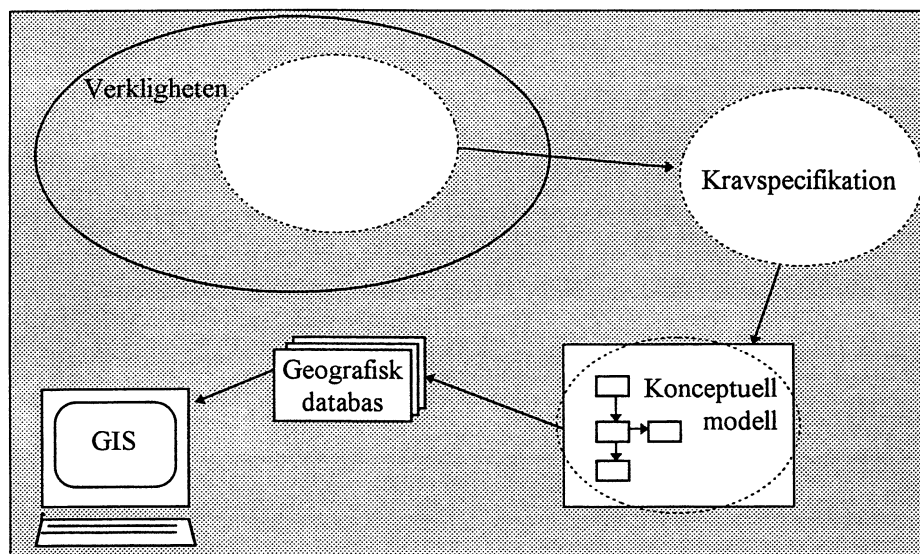 Verkligheten
Kravspecifikation
Geografisk
databas
Konceptuell
modell
GIS